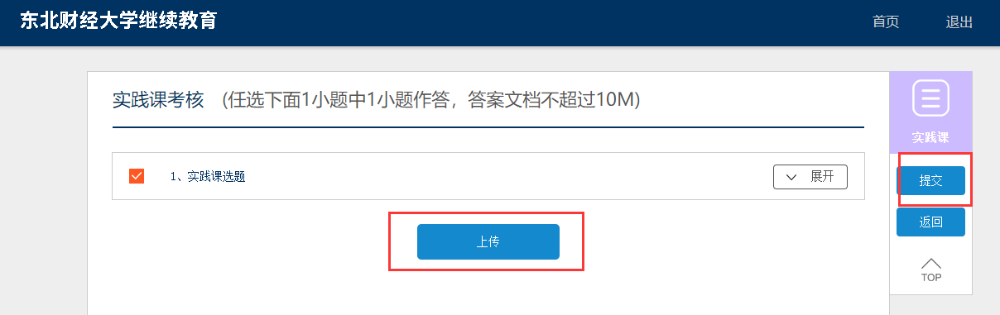 东北财经大学继续教育
首页 退出
实践课考核 (任选下面1小题中1小题作答，答案文档不超过10M)
实践课
1、实践课选题 展开
提交
返回
上传
TOP